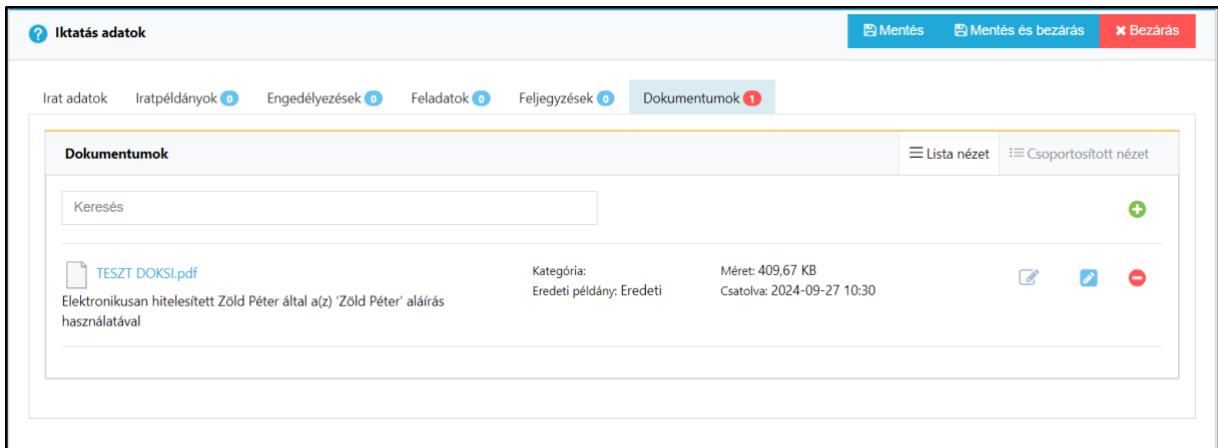 Iktatás adatok
Mentés
Mentés és bezárás
Bezárás
Irat adatok
Iratpéldányok 0
Engedélyezések 0
Feladatok 0
Feljegyzések 0
Dokumentumok 1
Dokumentumok
Lista nézet
Csoportosított nézet
Keresés
TESZT DOKSI.pdf
Elektronikusan hitelesített Zöld Péter által a(z) 'Zöld Péter' aláírás
használatával
Kategória:
Eredeti példány: Eredeti
Méret: 409,67 KB
Csatolva: 2024-09-27 10:30